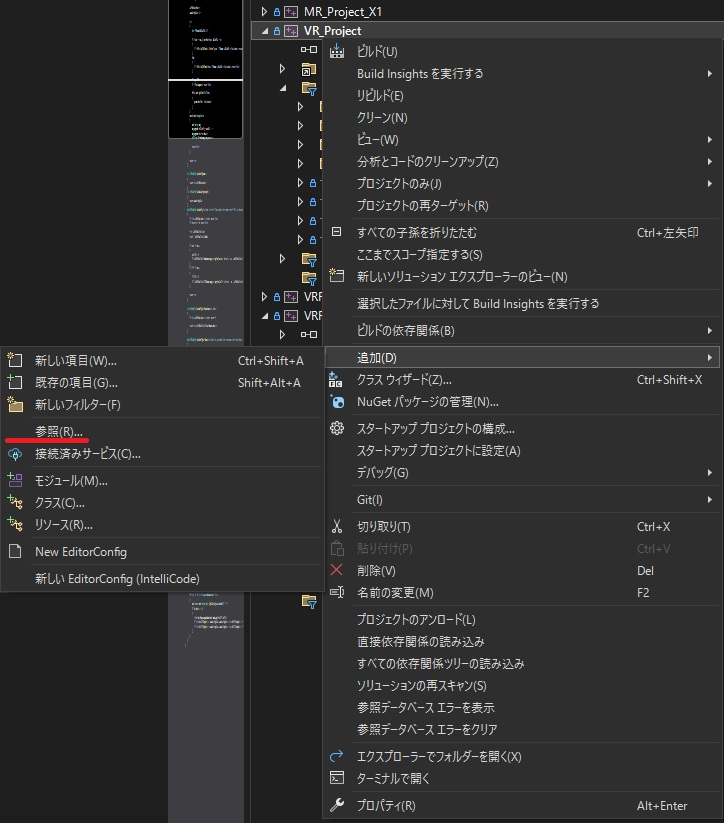 MR_Project_X1
VR_Project
ビルド(U)
Build Insights を実行する
リビルド(E)
クリーン(N)
ビュー(W)
分析とコードのクリーンアップ(Z)
プロジェクトのみ(J)
プロジェクトの再ターゲット(R)
すべての子孫を折りたたむ Ctrl+左矢印
ここまでスコープ指定する(S)
新しいソリューション エクスプローラーのビュー(N)
VRF
選択したファイルに対して Build Insights を実行する
VRF
ビルドの依存関係(B)
追加(D)
クラス ウィザード(Z)... Ctrl+Shift+X
NuGet パッケージの管理(N)...
スタートアップ プロジェクトの構成...
スタートアップ プロジェクトに設定(A)
デバッグ(G)
Git(I)
切り取り(T) Ctrl+X
貼り付け(P) Ctrl+V
削除(V) Del
名前の変更(M) F2
プロジェクトのアンロード(L)
直接依存関係の読み込み
すべての依存関係ツリーの読み込み
ソリューションの再スキャン(S)
参照データベース エラーを表示
参照データベース エラーをクリア
エクスプローラーでフォルダーを開く(X)
ターミナルで開く
プロパティ(R) Alt+Enter
新しい項目(W)... Ctrl+Shift+A
既存の項目(G)... Shift+Alt+A
新しいフィルター(F)
参照(R)...
接続済みサービス(C)...
モジュール(M)...
クラス(C)...
リソース(R)...
New EditorConfig
新しい EditorConfig (IntelliCode)